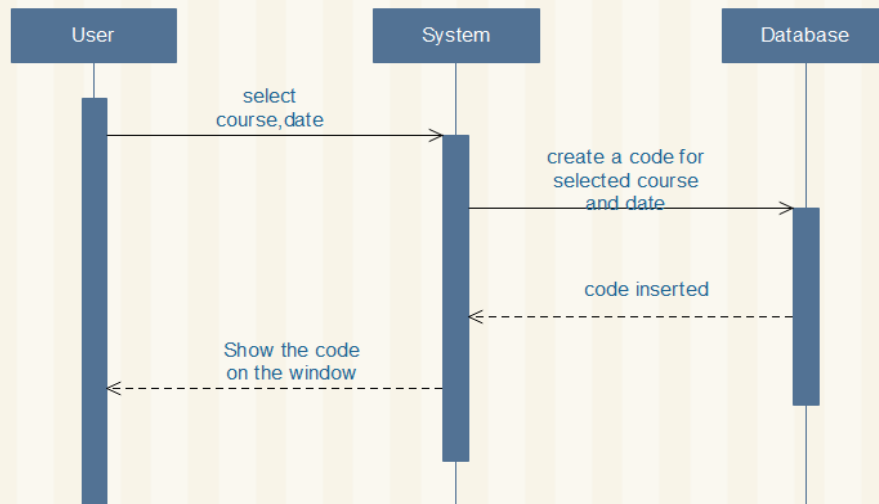 User
System
Database
select
course,date
create a code for
selected course
and date
code inserted
Show the code
on the window